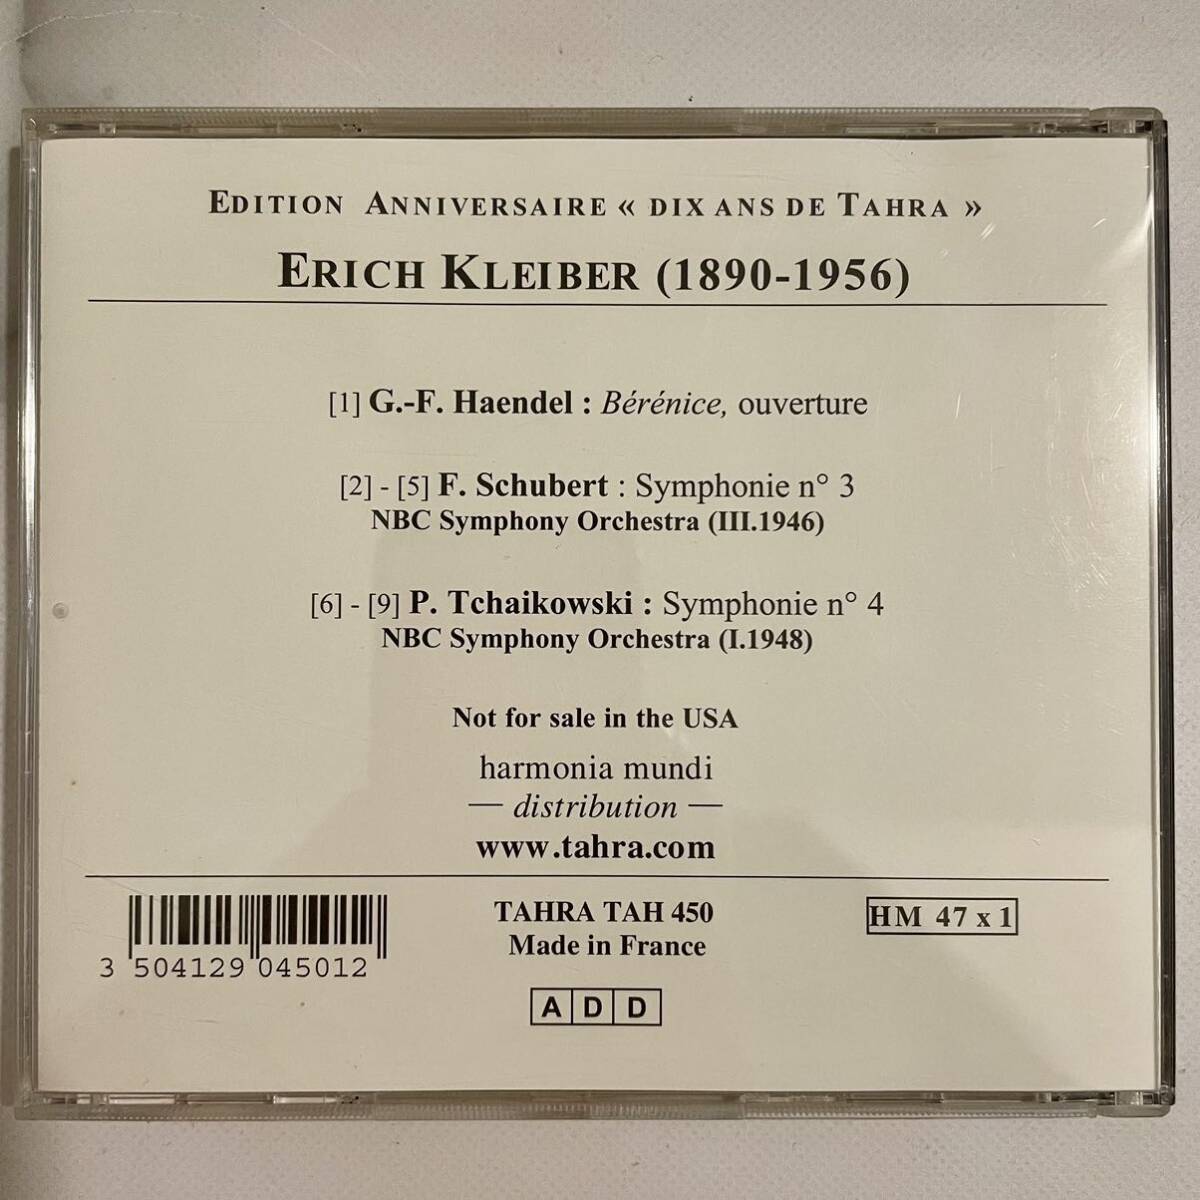 EDITION ANNIVERSAIRE « DIX ANS DE TAHRA »
ERICH KLEIBER (1890-1956)
[1] G.-F. Haendel : Bérénice, ouverture
[2] - [5] F. Schubert : Symphonie n° 3
NBC Symphony Orchestra (III.1946)
[6] - [9] P. Tchaikowski : Symphonie n° 4
NBC Symphony Orchestra (I.1948)
Not for sale in the USA
harmonia mundi
— distribution —
www.tahra.com
3 504129 045012
TAHRA TAH 450
Made in France
HM 47 x 1
A D D